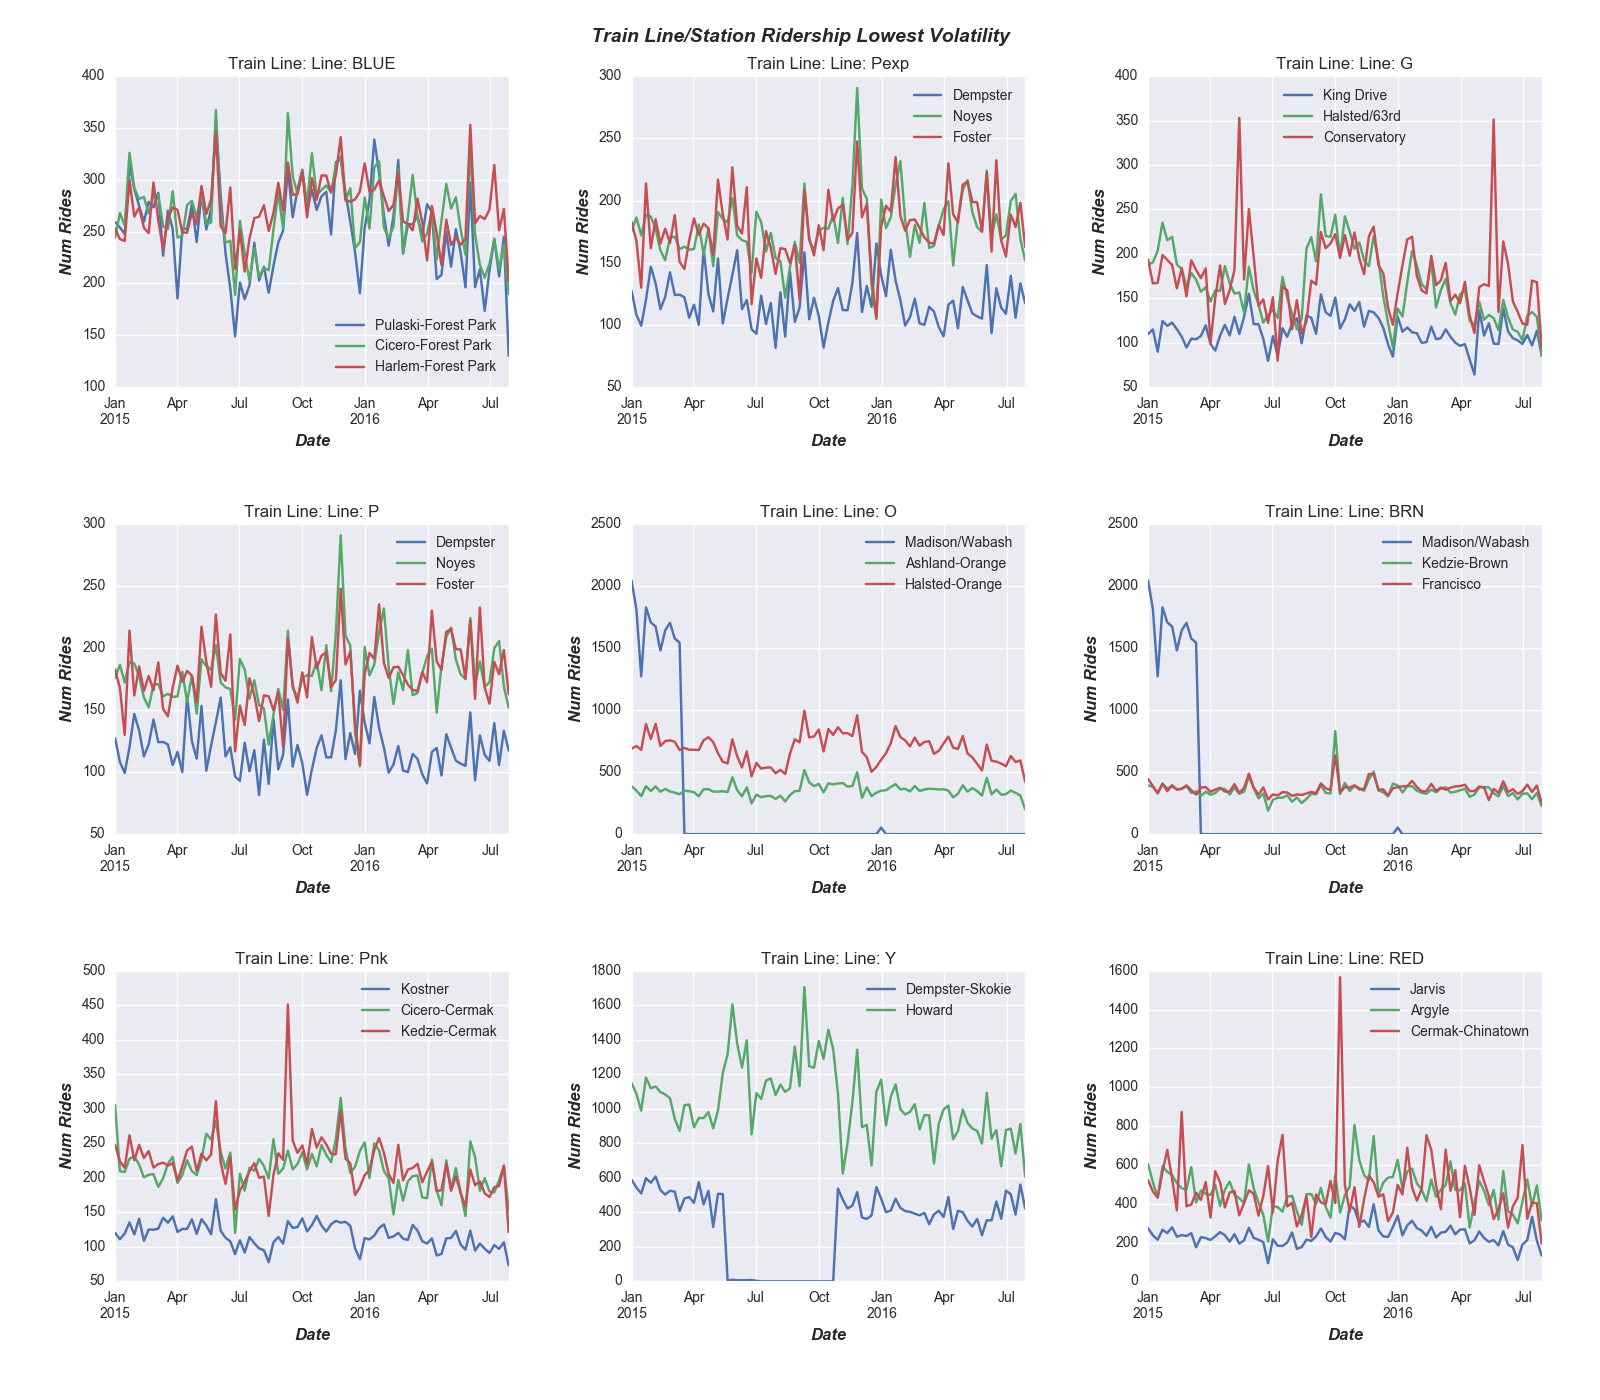 Train Line/Station Ridership Lowest Volatility
Train Line: Line: BLUE
400
350
300
250
200
150
100
Num Rides
Pulaski-Forest Park
Cicero-Forest Park
Harlem-Forest Park
Jan Apr Jul Oct Jan Apr Jul
2015 2016
Date
Train Line: Line: Pexp
300
250
200
150
100
50
Num Rides
Dempster
Noyes
Foster
Jan Apr Jul Oct Jan Apr Jul
2015 2016
Date
Train Line: Line: G
400
350
300
250
200
150
100
50
Num Rides
King Drive
Halsted/63rd
Conservatory
Jan Apr Jul Oct Jan Apr Jul
2015 2016
Date
Train Line: Line: P
300
250
200
150
100
50
Num Rides
Dempster
Noyes
Foster
Jan Apr Jul Oct Jan Apr Jul
2015 2016
Date
Train Line: Line: O
2500
2000
1500
1000
500
0
Num Rides
Madison/Wabash
Ashland-Orange
Halsted-Orange
Jan Apr Jul Oct Jan Apr Jul
2015 2016
Date
Train Line: Line: BRN
2500
2000
1500
1000
500
0
Num Rides
Madison/Wabash
Kedzie-Brown
Francisco
Jan Apr Jul Oct Jan Apr Jul
2015 2016
Date
Train Line: Line: Pnk
500
450
400
350
300
250
200
150
100
50
Num Rides
Kostner
Cicero-Cermak
Kedzie-Cermak
Jan Apr Jul Oct Jan Apr Jul
2015 2016
Date
Train Line: Line: Y
1800
1600
1400
1200
1000
800
600
400
200
0
Num Rides
Dempster-Skokie
Howard
Jan Apr Jul Oct Jan Apr Jul
2015 2016
Date
Train Line: Line: RED
1600
1400
1200
1000
800
600
400
200
0
Num Rides
Jarvis
Argyle
Cermak-Chinatown
Jan Apr Jul Oct Jan Apr Jul
2015 2016
Date